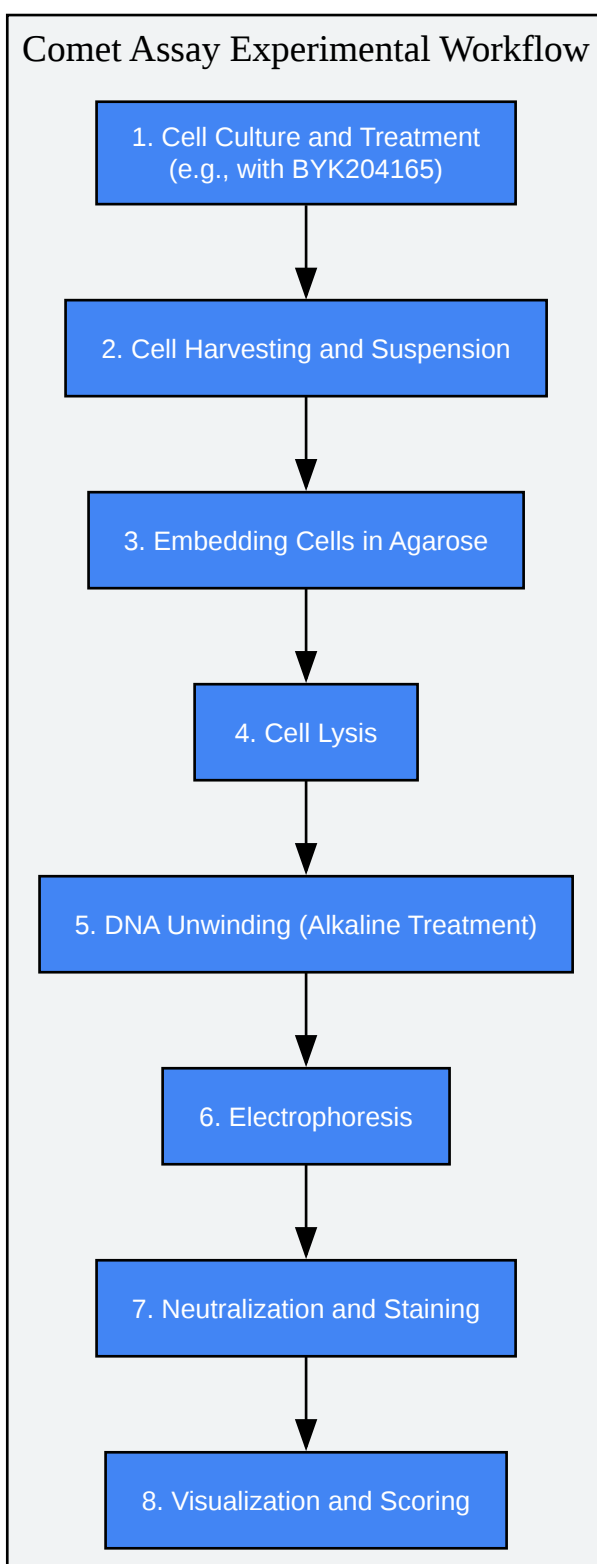 Comet Assay Experimental Workflow
1. Cell Culture and Treatment
(e.g., with BYK204165)
2. Cell Harvesting and Suspension
3. Embedding Cells in Agarose
4. Cell Lysis
5. DNA Unwinding (Alkaline Treatment)
6. Electrophoresis
7. Neutralization and Staining
8. Visualization and Scoring